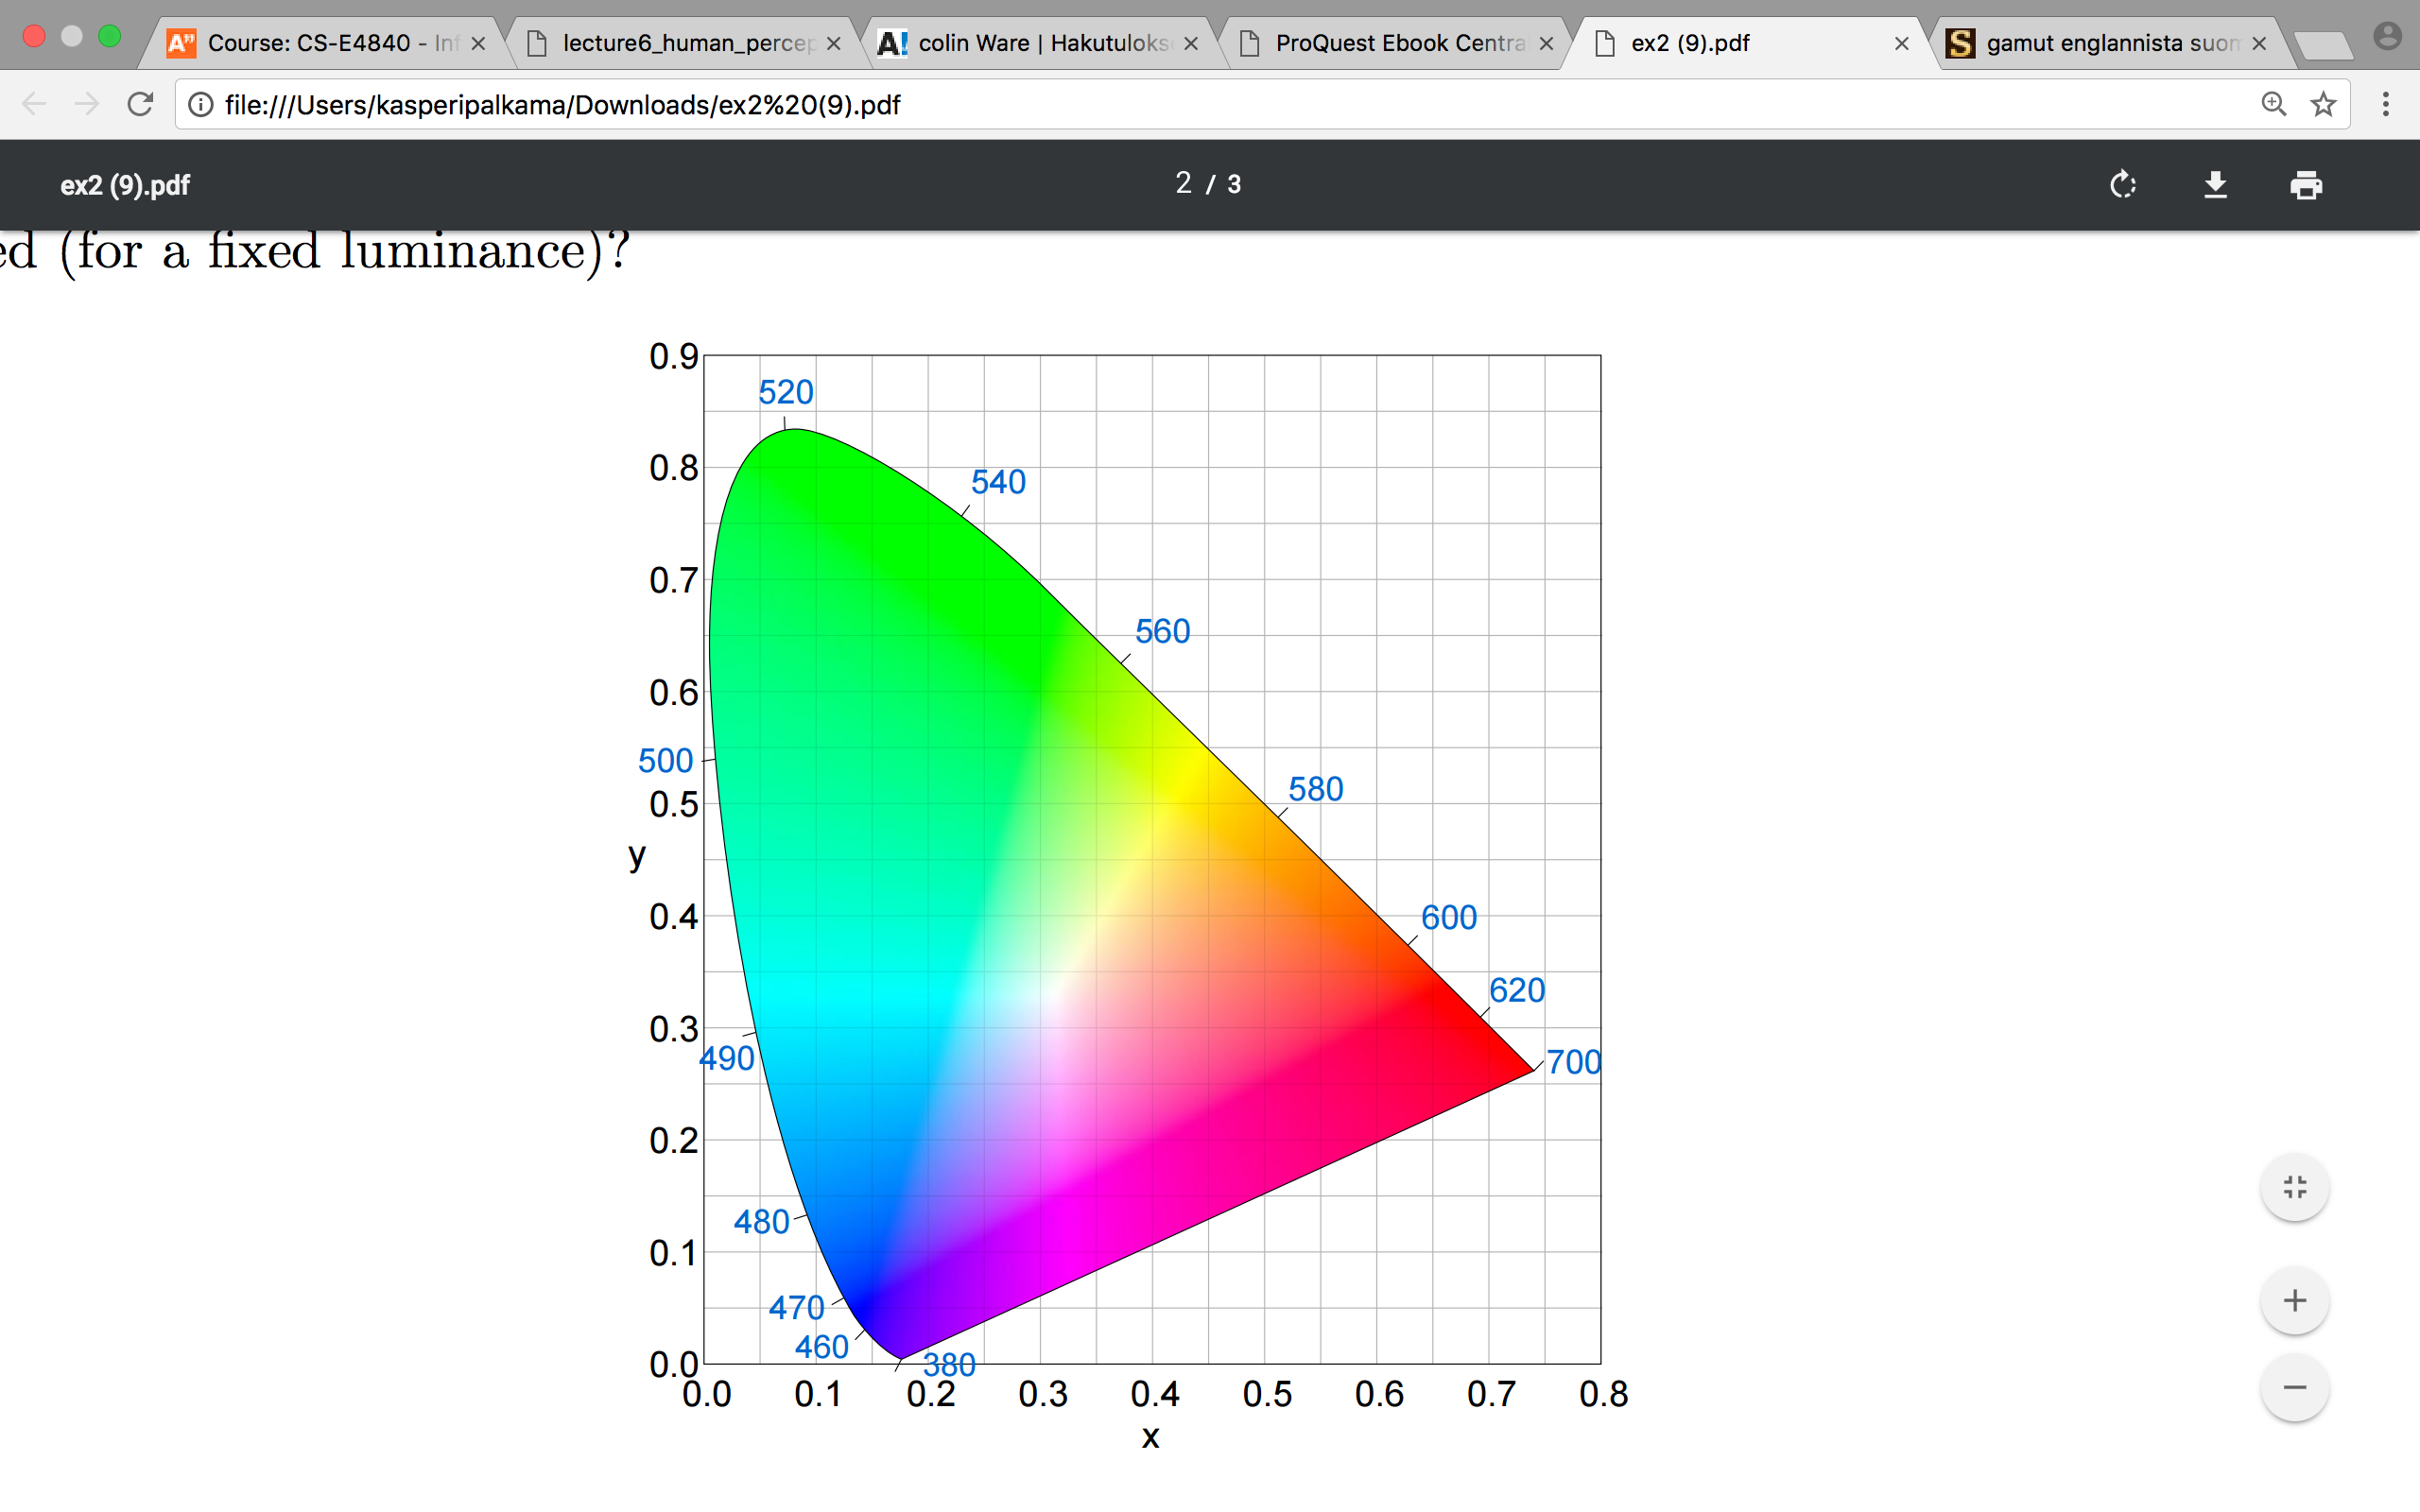 Course: CS-E4840 - Inf
lecture6_human_percep
colin Ware | Hakutuloks
ProQuest Ebook Central
ex2 (9).pdf
gamut englannista suom
file:///Users/kasperipalkama/Downloads/ex2%20(9).pdf
ex2 (9).pdf
2 / 3
ed (for a fixed luminance)?
0.9
520
0.8
540
0.7
560
0.6
500
580
0.5
y
0.4
600
620
0.3
490
700
0.2
480
0.1
470
460
0.0
380
0.0 0.1 0.2 0.3 0.4 0.5 0.6 0.7 0.8
x